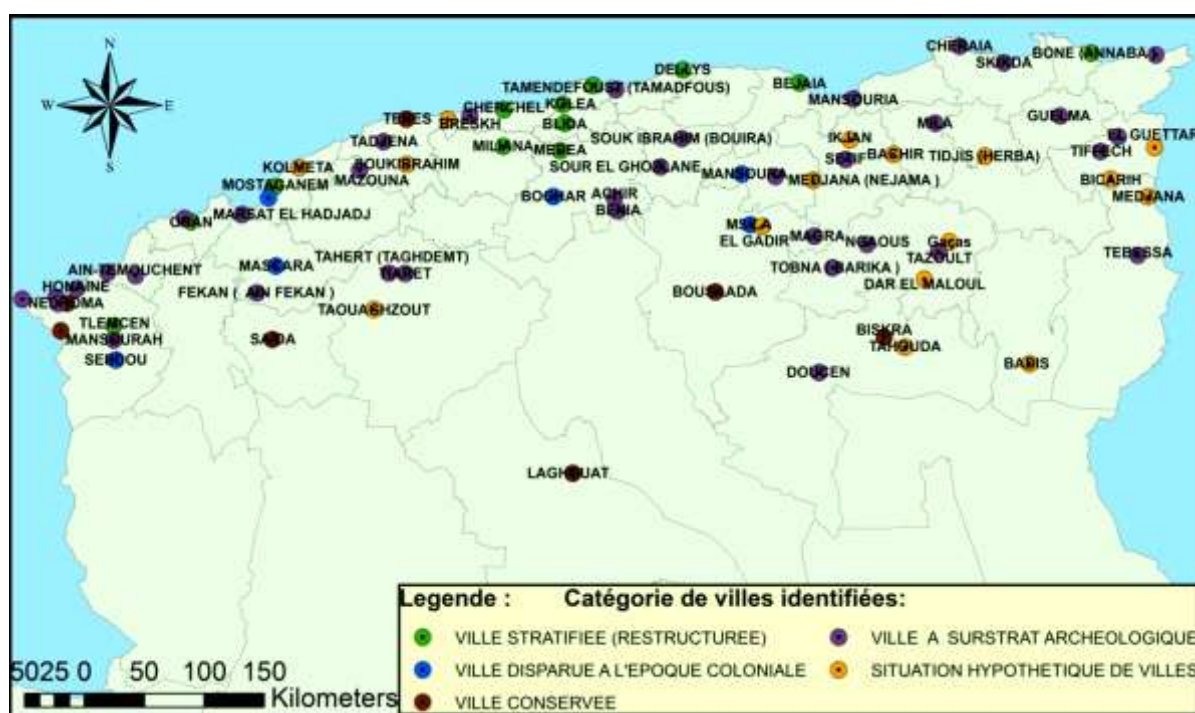 N
W E
S
CHERAIA
SKIKDA
BONE (ANNABA)
DELLYS
TAMENDEFOUST (TAMADFOUS)
BEJAIA
MANSOURIA
CHERCHEL
KOLEA
TENES
BRESKH
BLIDA
GUELMA
MILA
EL GUETTAR
TADJENA
MILIANA
MEDEA
SOUK IBRAHIM (BOUIRA)
IKJAN
TIFFECH
KOLMETA
SOUKIBRAHIM
SOUR EL GHOZLANE
SETIF
BASHIR
TIDJIS (HERBA)
MAZOUNA
MANSOURA
MEDJANA (NEJAMA )
BICARIH
MOSTAGANEM
BOGHAR
ACHIR
MEDJANA
MARSAT EL HADJADJ
BENIA
ORAN
MSILA
EL GADIR
MAGRA
NGAOUS
Gaças
TAHERT (TAGHDEMT)
TAZOULT
TEBESSA
AIN-TEMOUCHENT
MASCARA
TIARET
TOBNA (BARIKA )
DAR EL MALOUL
HONAINE
FEKAN ( AIN FEKAN )
BOUSAADA
NEDROMA
TAOUAGHZOUT
TLEMCEN
BISKRA
MANSOURAH
SAIDA
TAHOUDA
SEBDOU
DOUCEN
BADIS
LAGHOUAT
Legende : Catégorie de villes identifiées:
VILLE STRATIFIEE (RESTRUCTUREE)
VILLE A SURSTRAT ARCHEOLOGIQUE
VILLE DISPARUE A L'EPOQUE COLONIALE
SITUATION HYPOTHETIQUE DE VILLES
VILLE CONSERVEE
5025 0 50 100 150
Kilometers